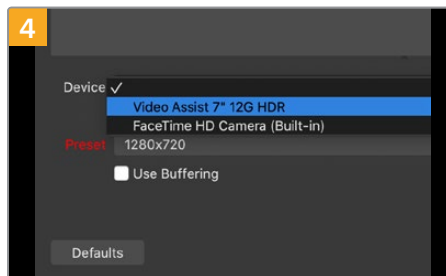 4
Device ✓
Video Assist 7" 12G HDR
FaceTime HD Camera (Built-in)
Preset 1280x720
Use Buffering
Defaults